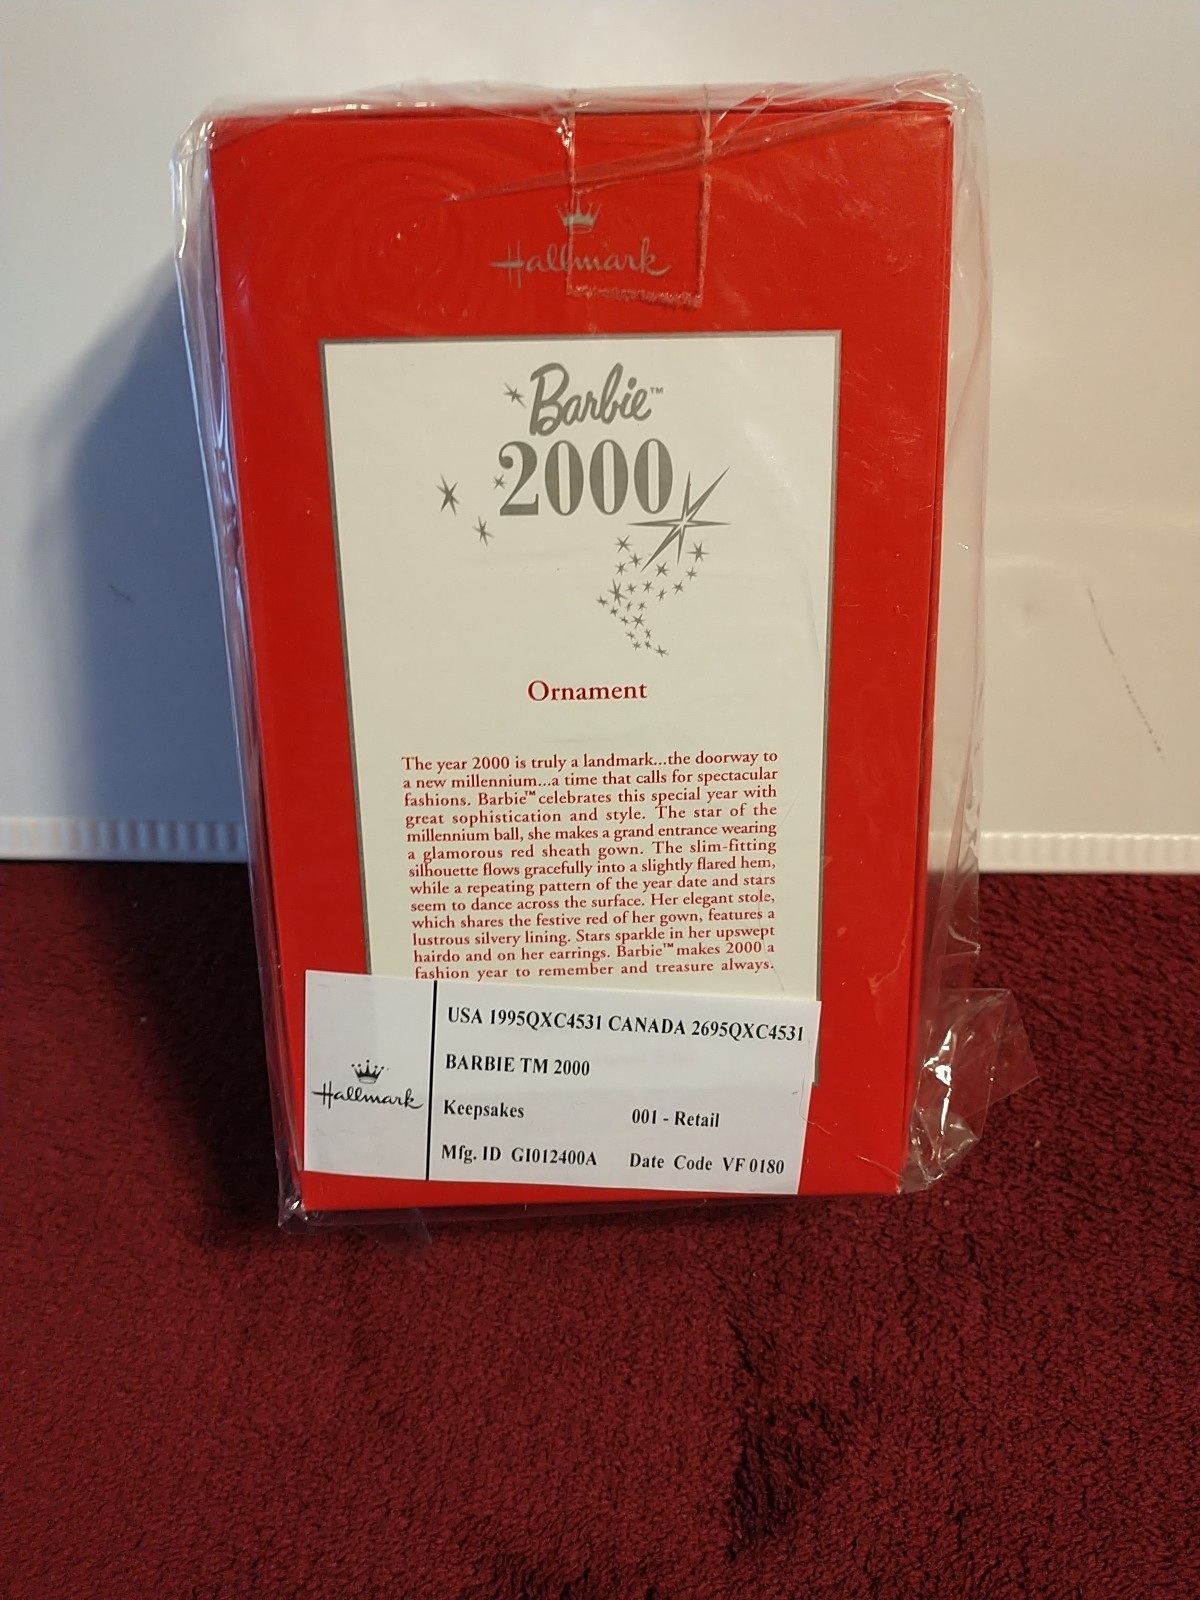 Hallmark
Barbie™
2000
Ornament
The year 2000 is truly a landmark...the doorway to
a new millennium...a time that calls for spectacular
fashions. Barbie™ celebrates this special year with
great sophistication and style. The star of the
millennium ball, she makes a grand entrance wearing
a glamorous red sheath gown. The slim-fitting
silhouette flows gracefully into a slightly flared hem,
while a repeating pattern of the year date and stars
seem to dance across the surface. Her elegant stole,
which shares the festive red of her gown, features a
lustrous silvery lining. Stars sparkle in her upswept
hairdo and on her earrings. Barbie™ makes 2000 a
fashion year to remember and treasure always.
Hallmark
USA 1995QXC4531 CANADA 2695QXC4531
BARBIE TM 2000
Keepsakes 001 - Retail
Mfg. ID GI012400A Date Code VF 0180